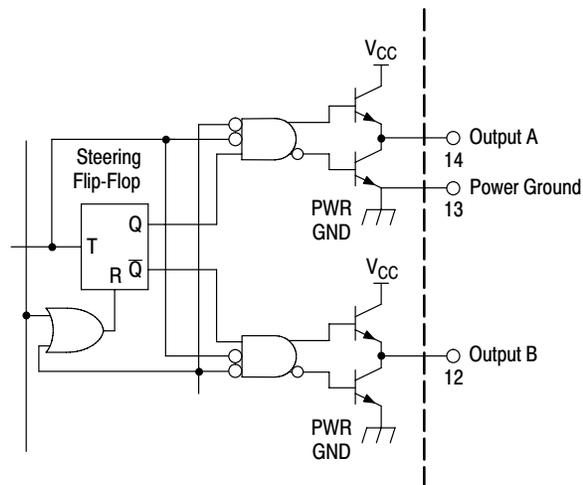 VCC
Output A
14
Steering
Flip-Flop
Power Ground
13
PWR
GND
Q
T
R
Q̅
VCC
Output B
12
PWR
GND